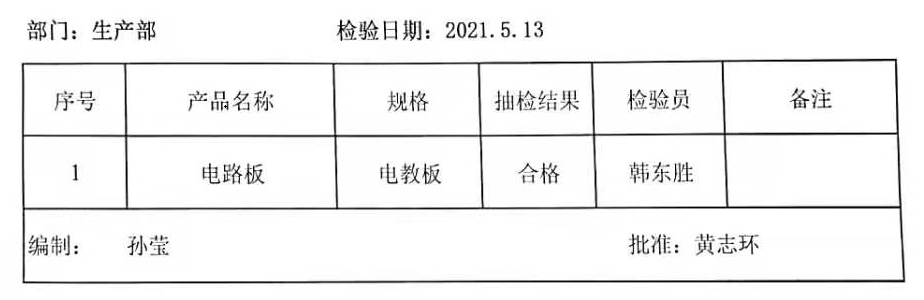 部门：生产部 检验日期：2021.5.13
序号 产品名称 规格 抽检结果 检验员 备注
1 电路板 电教板 合格 韩东胜
编制： 孙莹 批准：黄志环